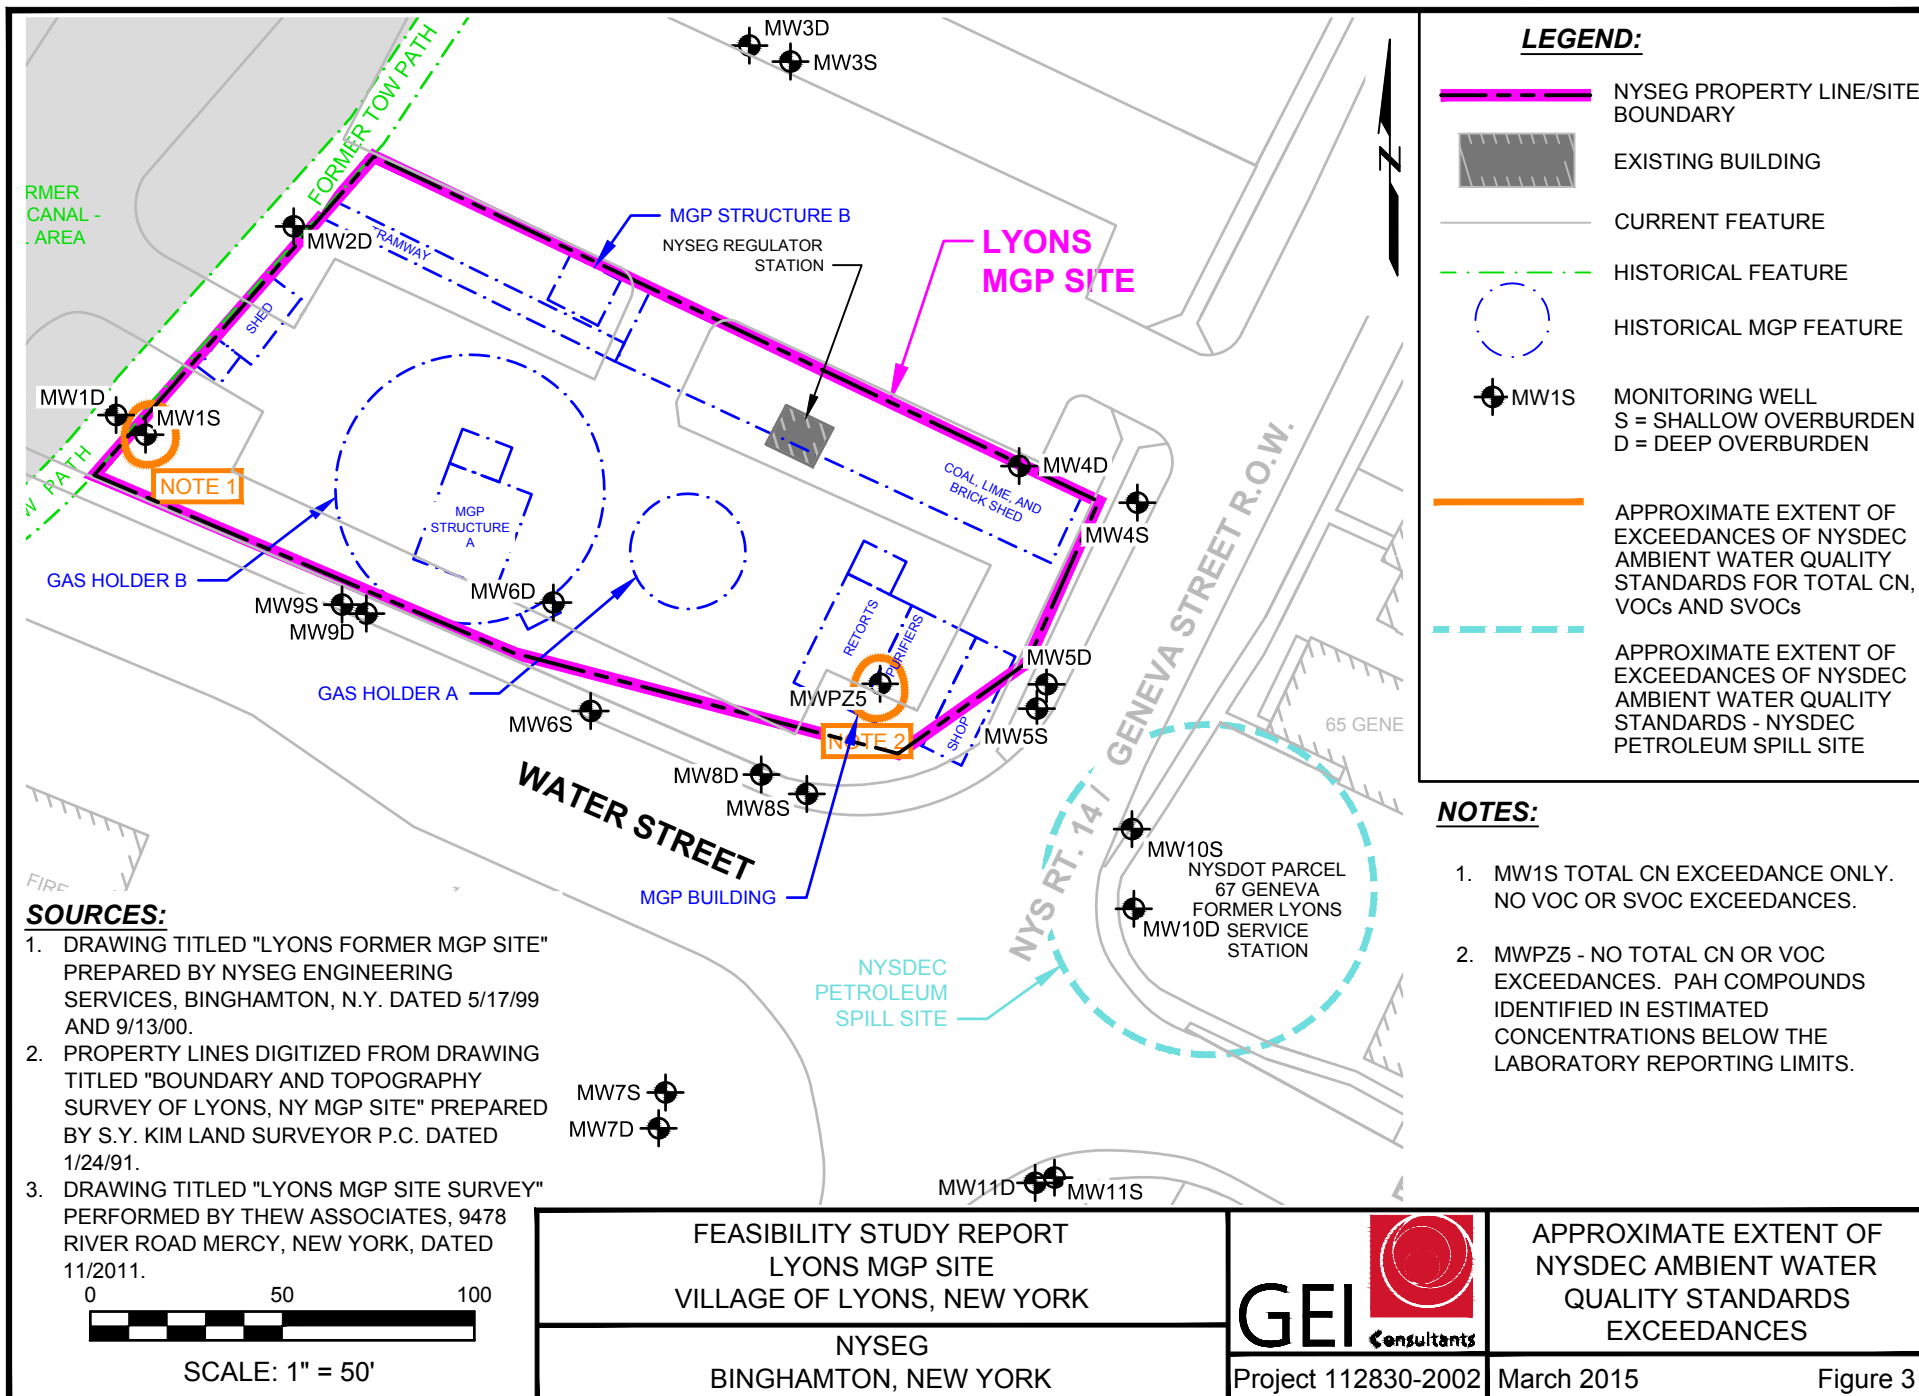 MW3D
MW3S
FORMER TOW PATH
RMER
CANAL -
AREA
MW2D
TRAMWAY
MGP STRUCTURE B
NYSEG REGULATOR
STATION
LYONS
MGP SITE
SHED
MW1D
MW1S
NOTE 1
W PATH
MGP
STRUCTURE
A
GAS HOLDER B
MW9S
MW9D
MW6D
GAS HOLDER A
MW6S
COAL, LIME, AND
BRICK SHED
MW4D
MW4S
RETORTS
PURIFIERS
MWPZ5
NOTE 2
SHOP
MW5D
MW5S
MW8D
MW8S
WATER STREET
MGP BUILDING
NYS RT. 14 / GENEVA STREET R.O.W.
65 GENE
MW10S
NYSDOT PARCEL
67 GENEVA
FORMER LYONS
SERVICE
STATION
MW10D
NYSDEC
PETROLEUM
SPILL SITE
MW7S
MW7D
MW11D
MW11S
FIRE
N
LEGEND:
NYSEG PROPERTY LINE/SITE
BOUNDARY
EXISTING BUILDING
CURRENT FEATURE
HISTORICAL FEATURE
HISTORICAL MGP FEATURE
MW1S
MONITORING WELL
S = SHALLOW OVERBURDEN
D = DEEP OVERBURDEN
APPROXIMATE EXTENT OF
EXCEEDANCES OF NYSDEC
AMBIENT WATER QUALITY
STANDARDS FOR TOTAL CN,
VOCs AND SVOCs
APPROXIMATE EXTENT OF
EXCEEDANCES OF NYSDEC
AMBIENT WATER QUALITY
STANDARDS - NYSDEC
PETROLEUM SPILL SITE
NOTES:
1. MW1S TOTAL CN EXCEEDANCE ONLY.
NO VOC OR SVOC EXCEEDANCES.
2. MWPZ5 - NO TOTAL CN OR VOC
EXCEEDANCES. PAH COMPOUNDS
IDENTIFIED IN ESTIMATED
CONCENTRATIONS BELOW THE
LABORATORY REPORTING LIMITS.
SOURCES:
1. DRAWING TITLED "LYONS FORMER MGP SITE"
PREPARED BY NYSEG ENGINEERING
SERVICES, BINGHAMTON, N.Y. DATED 5/17/99
AND 9/13/00.
2. PROPERTY LINES DIGITIZED FROM DRAWING
TITLED "BOUNDARY AND TOPOGRAPHY
SURVEY OF LYONS, NY MGP SITE" PREPARED
BY S.Y. KIM LAND SURVEYOR P.C. DATED
1/24/91.
3. DRAWING TITLED "LYONS MGP SITE SURVEY"
PERFORMED BY THEW ASSOCIATES, 9478
RIVER ROAD MERCY, NEW YORK, DATED
11/2011.
0 50 100
SCALE: 1" = 50'
FEASIBILITY STUDY REPORT
LYONS MGP SITE
VILLAGE OF LYONS, NEW YORK
NYSEG
BINGHAMTON, NEW YORK
GEI Consultants
Project 112830-2002
APPROXIMATE EXTENT OF
NYSDEC AMBIENT WATER
QUALITY STANDARDS
EXCEEDANCES
March 2015
Figure 3